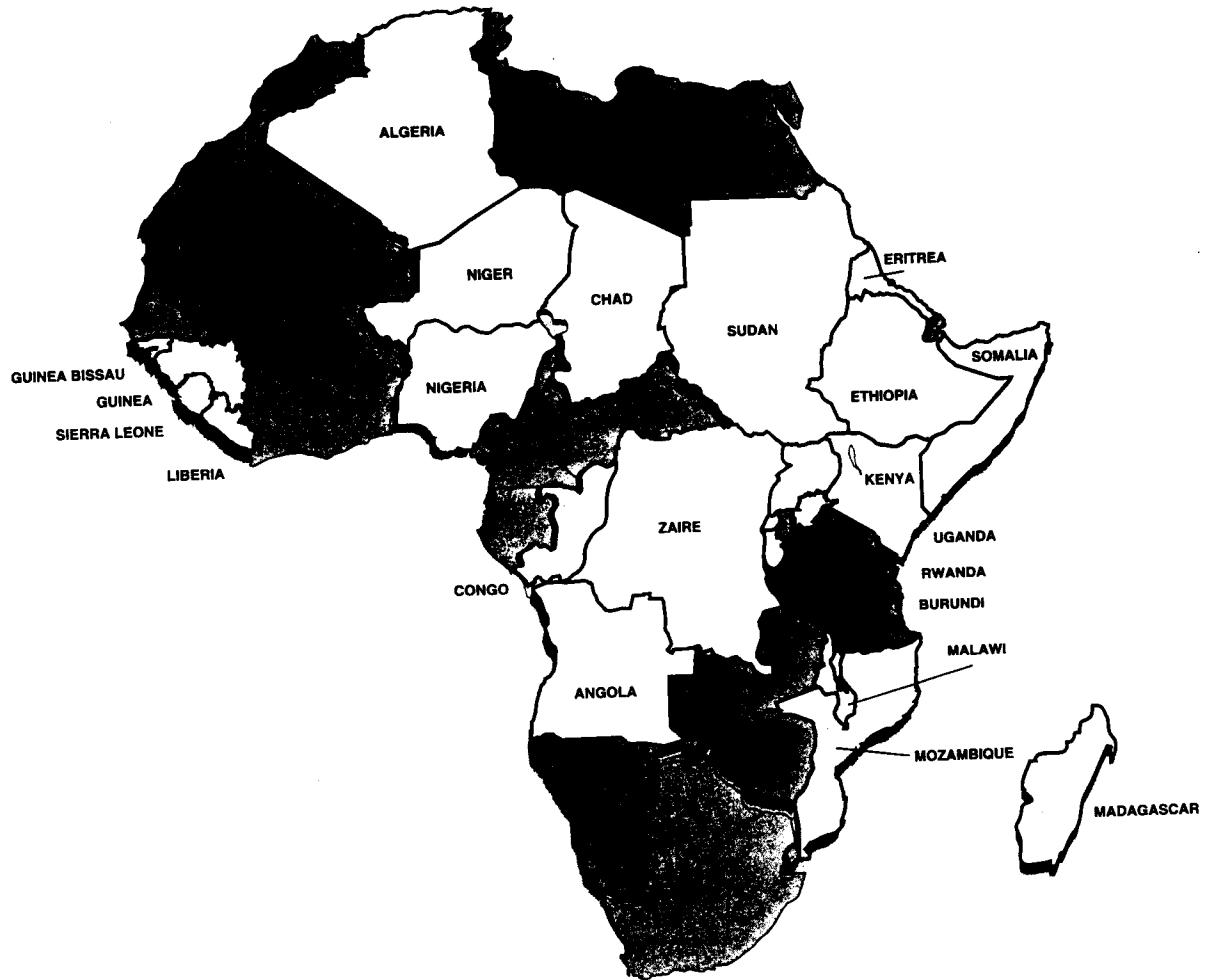 ALGERIA
NIGER
CHAD
ERITREA
SUDAN
SOMALIA
GUINEA BISSAU
NIGERIA
ETHIOPIA
GUINEA
SIERRA LEONE
LIBERIA
KENYA
ZAIRE
UGANDA
RWANDA
CONGO
BURUNDI
MALAWI
ANGOLA
MOZAMBIQUE
MADAGASCAR